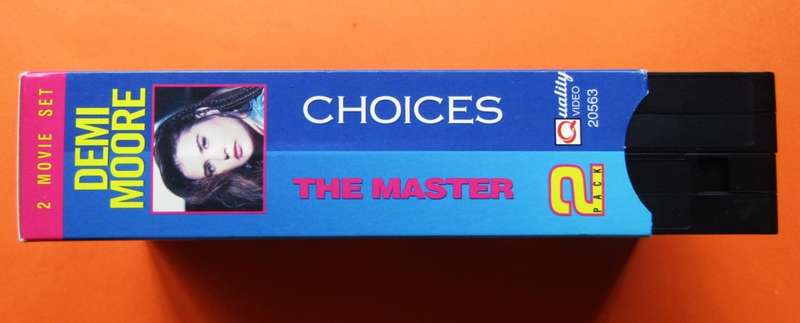 2 MOVIE SET
DEMI
MOORE
CHOICES
THE MASTER
Quality
VIDEO
20563
2
PACK